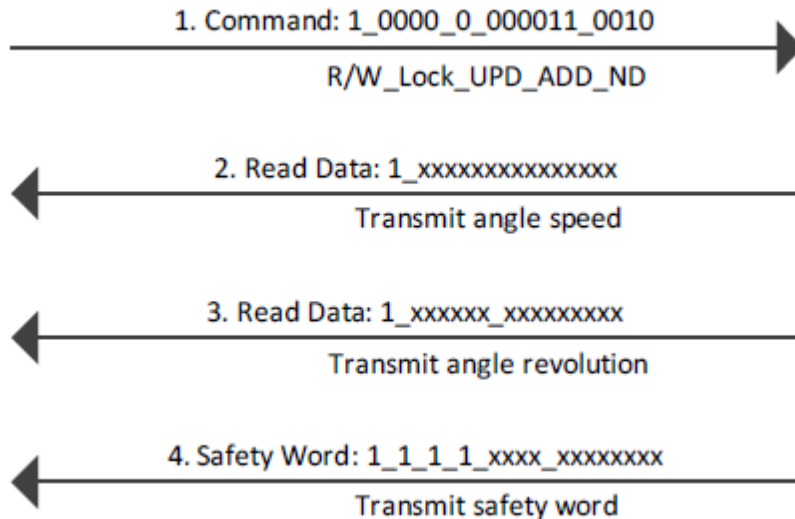 1. Command: 1_0000_0_000011_0010
R/W_Lock_UPD_ADD_ND
2. Read Data: 1_xxxxxxxxxxxxxxx
Transmit angle speed
3. Read Data: 1_xxxxxx_xxxxxxxxx
Transmit angle revolution
4. Safety Word: 1_1_1_1_xxxx_xxxxxxxx
Transmit safety word